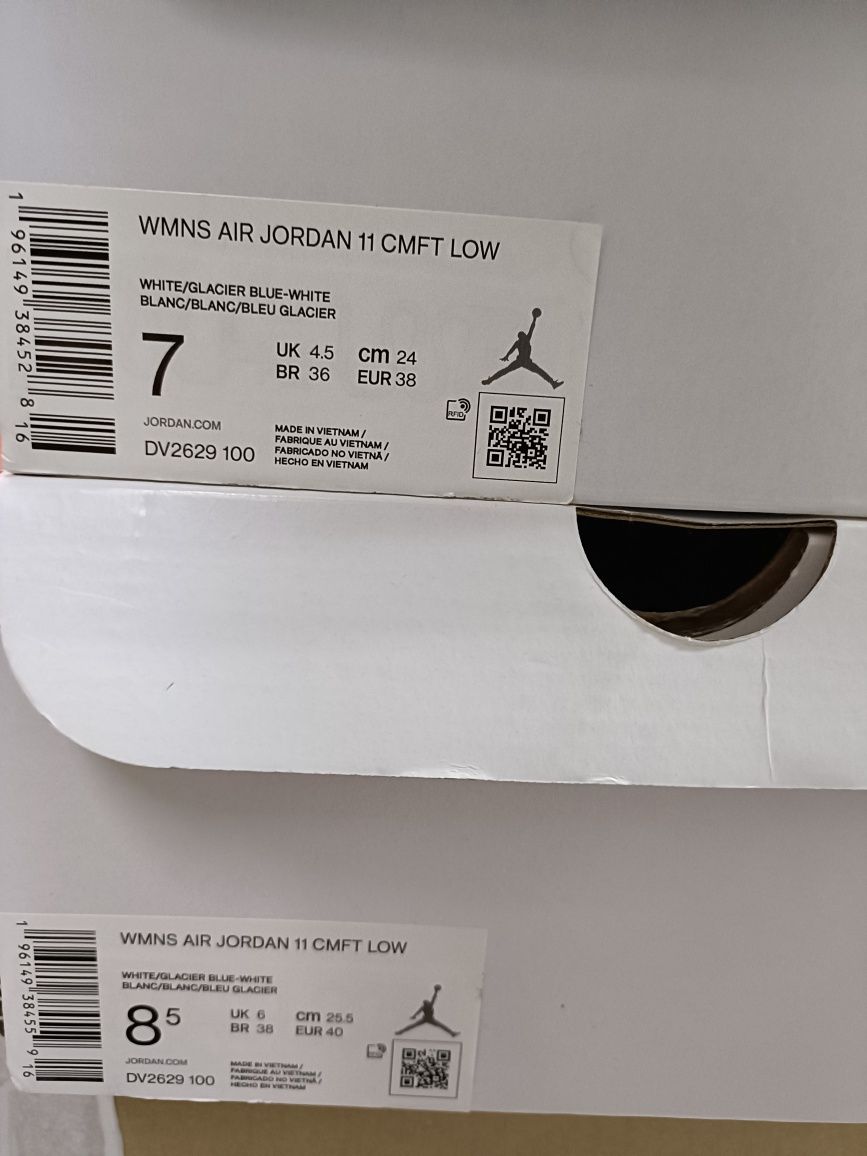 WMNS AIR JORDAN 11 CMFT LOW
WHITE/GLACIER BLUE-WHITE
BLANC/BLANC/BLEU GLACIER
7
UK 4.5 cm 24
BR 36 EUR 38
RFID
JORDAN.COM
DV2629 100
MADE IN VIETNAM /
FABRIQUE AU VIETNAM /
FABRICADO NO VIETNÃ /
HECHO EN VIETNAM
1 96149 38452 8 16
WMNS AIR JORDAN 11 CMFT LOW
WHITE/GLACIER BLUE-WHITE
BLANC/BLANC/BLEU GLACIER
8 5
UK 6 cm 25.5
BR 38 EUR 40
JORDAN.COM
DV2629 100
MADE IN VIETNAM /
FABRIQUE AU VIETNAM /
FABRICADO NO VIETNÃ /
HECHO EN VIETNAM
1 96149 38455 9 16